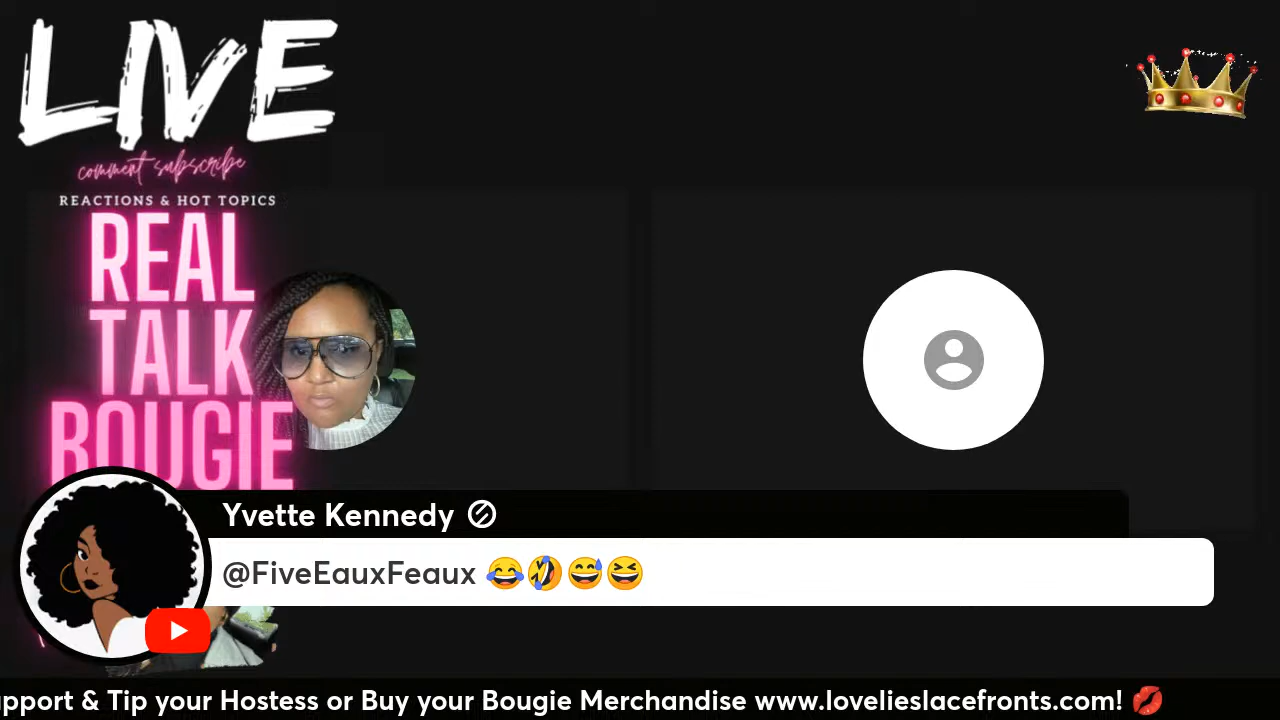 LIVE
comment subscribe
REACTIONS & HOT TOPICS
REAL
TALK
BOUGIE
Yvette Kennedy
@FiveEauxFeaux 😂🤣😅😆
pport & Tip your Hostess or Buy your Bougie Merchandise www.lovelieslacefronts.com! 💋